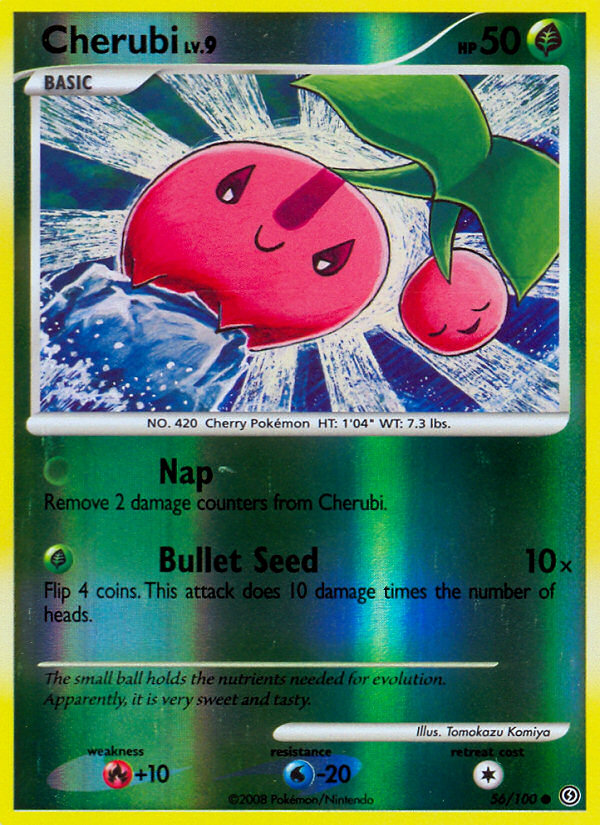 Cherubi LV.9 HP 50
BASIC
NO. 420 Cherry Pokémon HT: 1'04" WT: 7.3 lbs.
Nap
Remove 2 damage counters from Cherubi.
Bullet Seed 10x
Flip 4 coins. This attack does 10 damage times the number of
heads.
The small ball holds the nutrients needed for evolution.
Apparently, it is very sweet and tasty.
Illus. Tomokazu Komiya
weakness resistance retreat cost
+10 -20
©2008 Pokémon/Nintendo 56/100